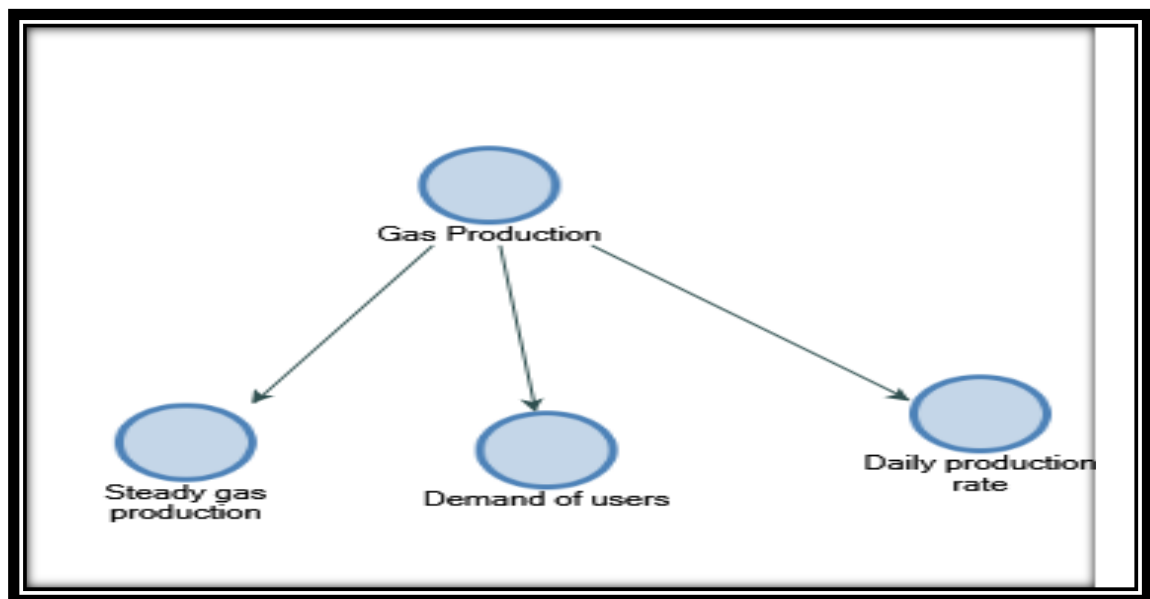 Gas Production
Steady gas
production
Demand of users
Daily production
rate